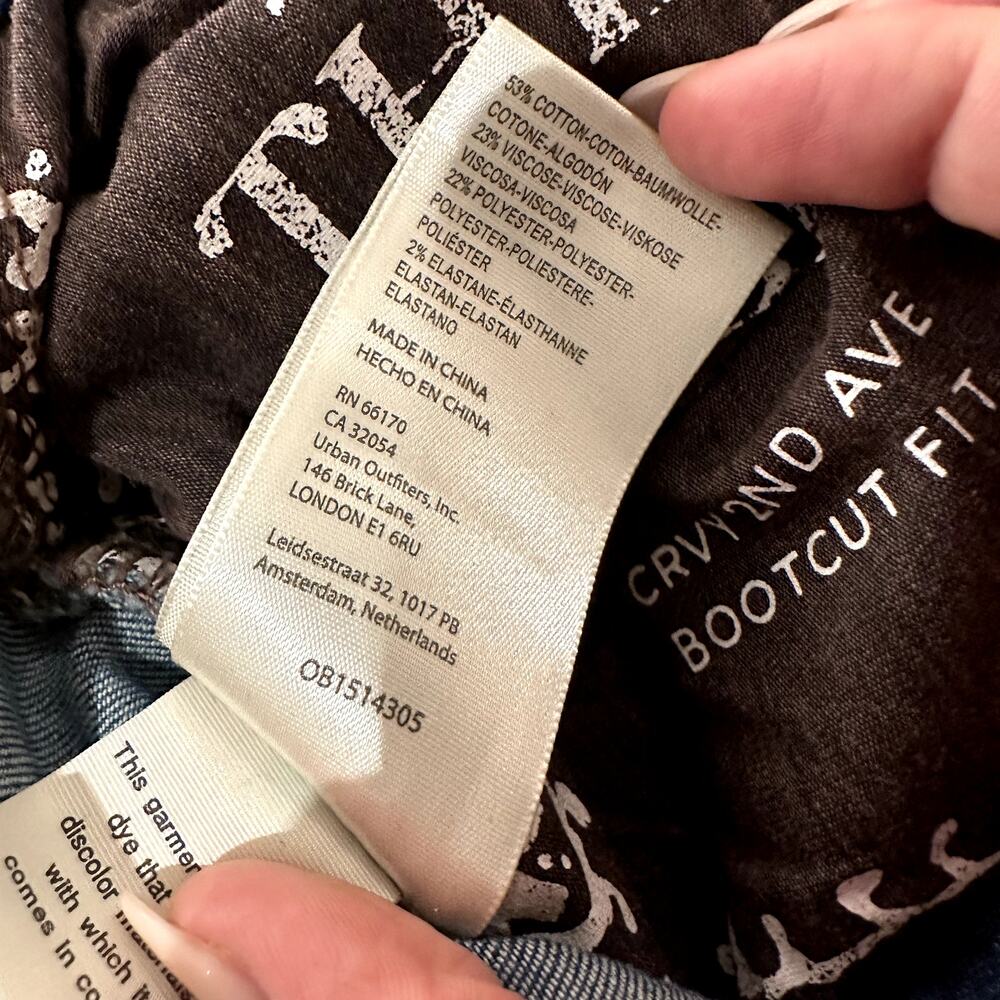 53% COTTON-COTON-BAUMWOLLE-
COTONE-ALGODÓN
23% VISCOSE-VISCOSE-VISKOSE
VISCOSA-VISCOSA
22% POLYESTER-POLYESTER-
POLYESTER-POLIESTERE-
POLIÉSTER
2% ELASTANE-ÉLASTHANNE
ELASTAN-ELASTAN
ELASTANO
MADE IN CHINA
HECHO EN CHINA
RN 66170
CA 32054
Urban Outfitters, Inc.
146 Brick Lane,
LONDON E1 6RU
Leidsestraat 32, 1017 PB
Amsterdam, Netherlands
OB1514305
CRVY 2ND AVE
BOOTCUT FIT
This garmen
dye that
discolor
with which it
comes in co